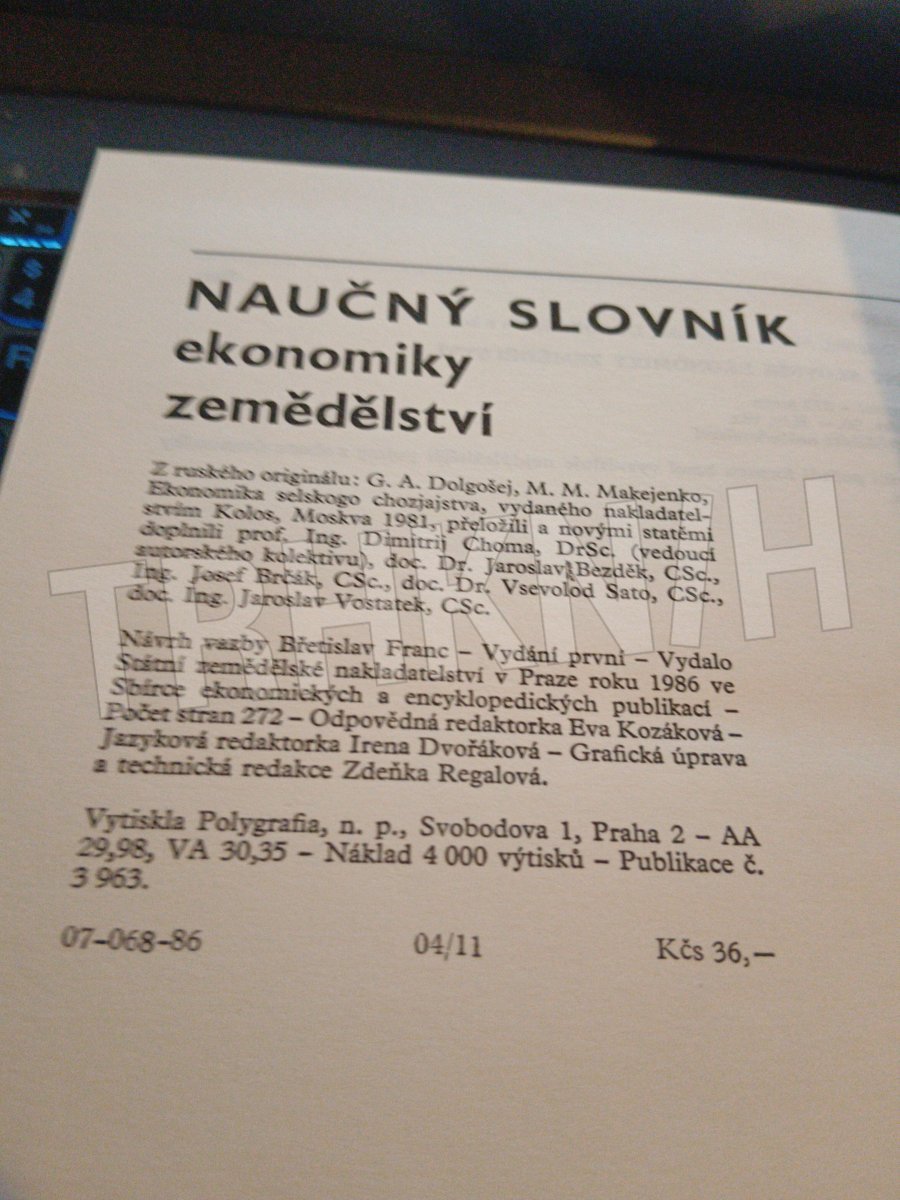 NAUČNÝ SLOVNÍK
ekonomiky
zemědělství
Z ruského originálu: G. A. Dolgošej, M. M. Makejenko,
Ekonomika selskogo chozjajstva, vydaného nakladatel-
stvím Kolos, Moskva 1981, přeložili a novými statěmi
doplnili prof. Ing. Dimitrij Choma, DrSc. (vedoucí
autorského kolektivu), doc. Dr. Jaroslav Bezděk, CSc.,
Ing. Josef Brčák, CSc., doc. Dr. Vsevolod Sato, CSc.,
doc. Ing. Jaroslav Vostatek, CSc.
Návrh vazby Břetislav Franc – Vydání první – Vydalo
Státní zemědělské nakladatelství v Praze roku 1986 ve
Sbírce ekonomických a encyklopedických publikací –
Počet stran 272 – Odpovědná redaktorka Eva Kozáková –
Jazyková redaktorka Irena Dvořáková – Grafická úprava
a technická redakce Zdeňka Regalová.
Vytiskla Polygrafia, n. p., Svobodova 1, Praha 2 – AA
29,98, VA 30,35 – Náklad 4 000 výtisků – Publikace č.
3 963.
07-068-86 04/11 Kčs 36,—